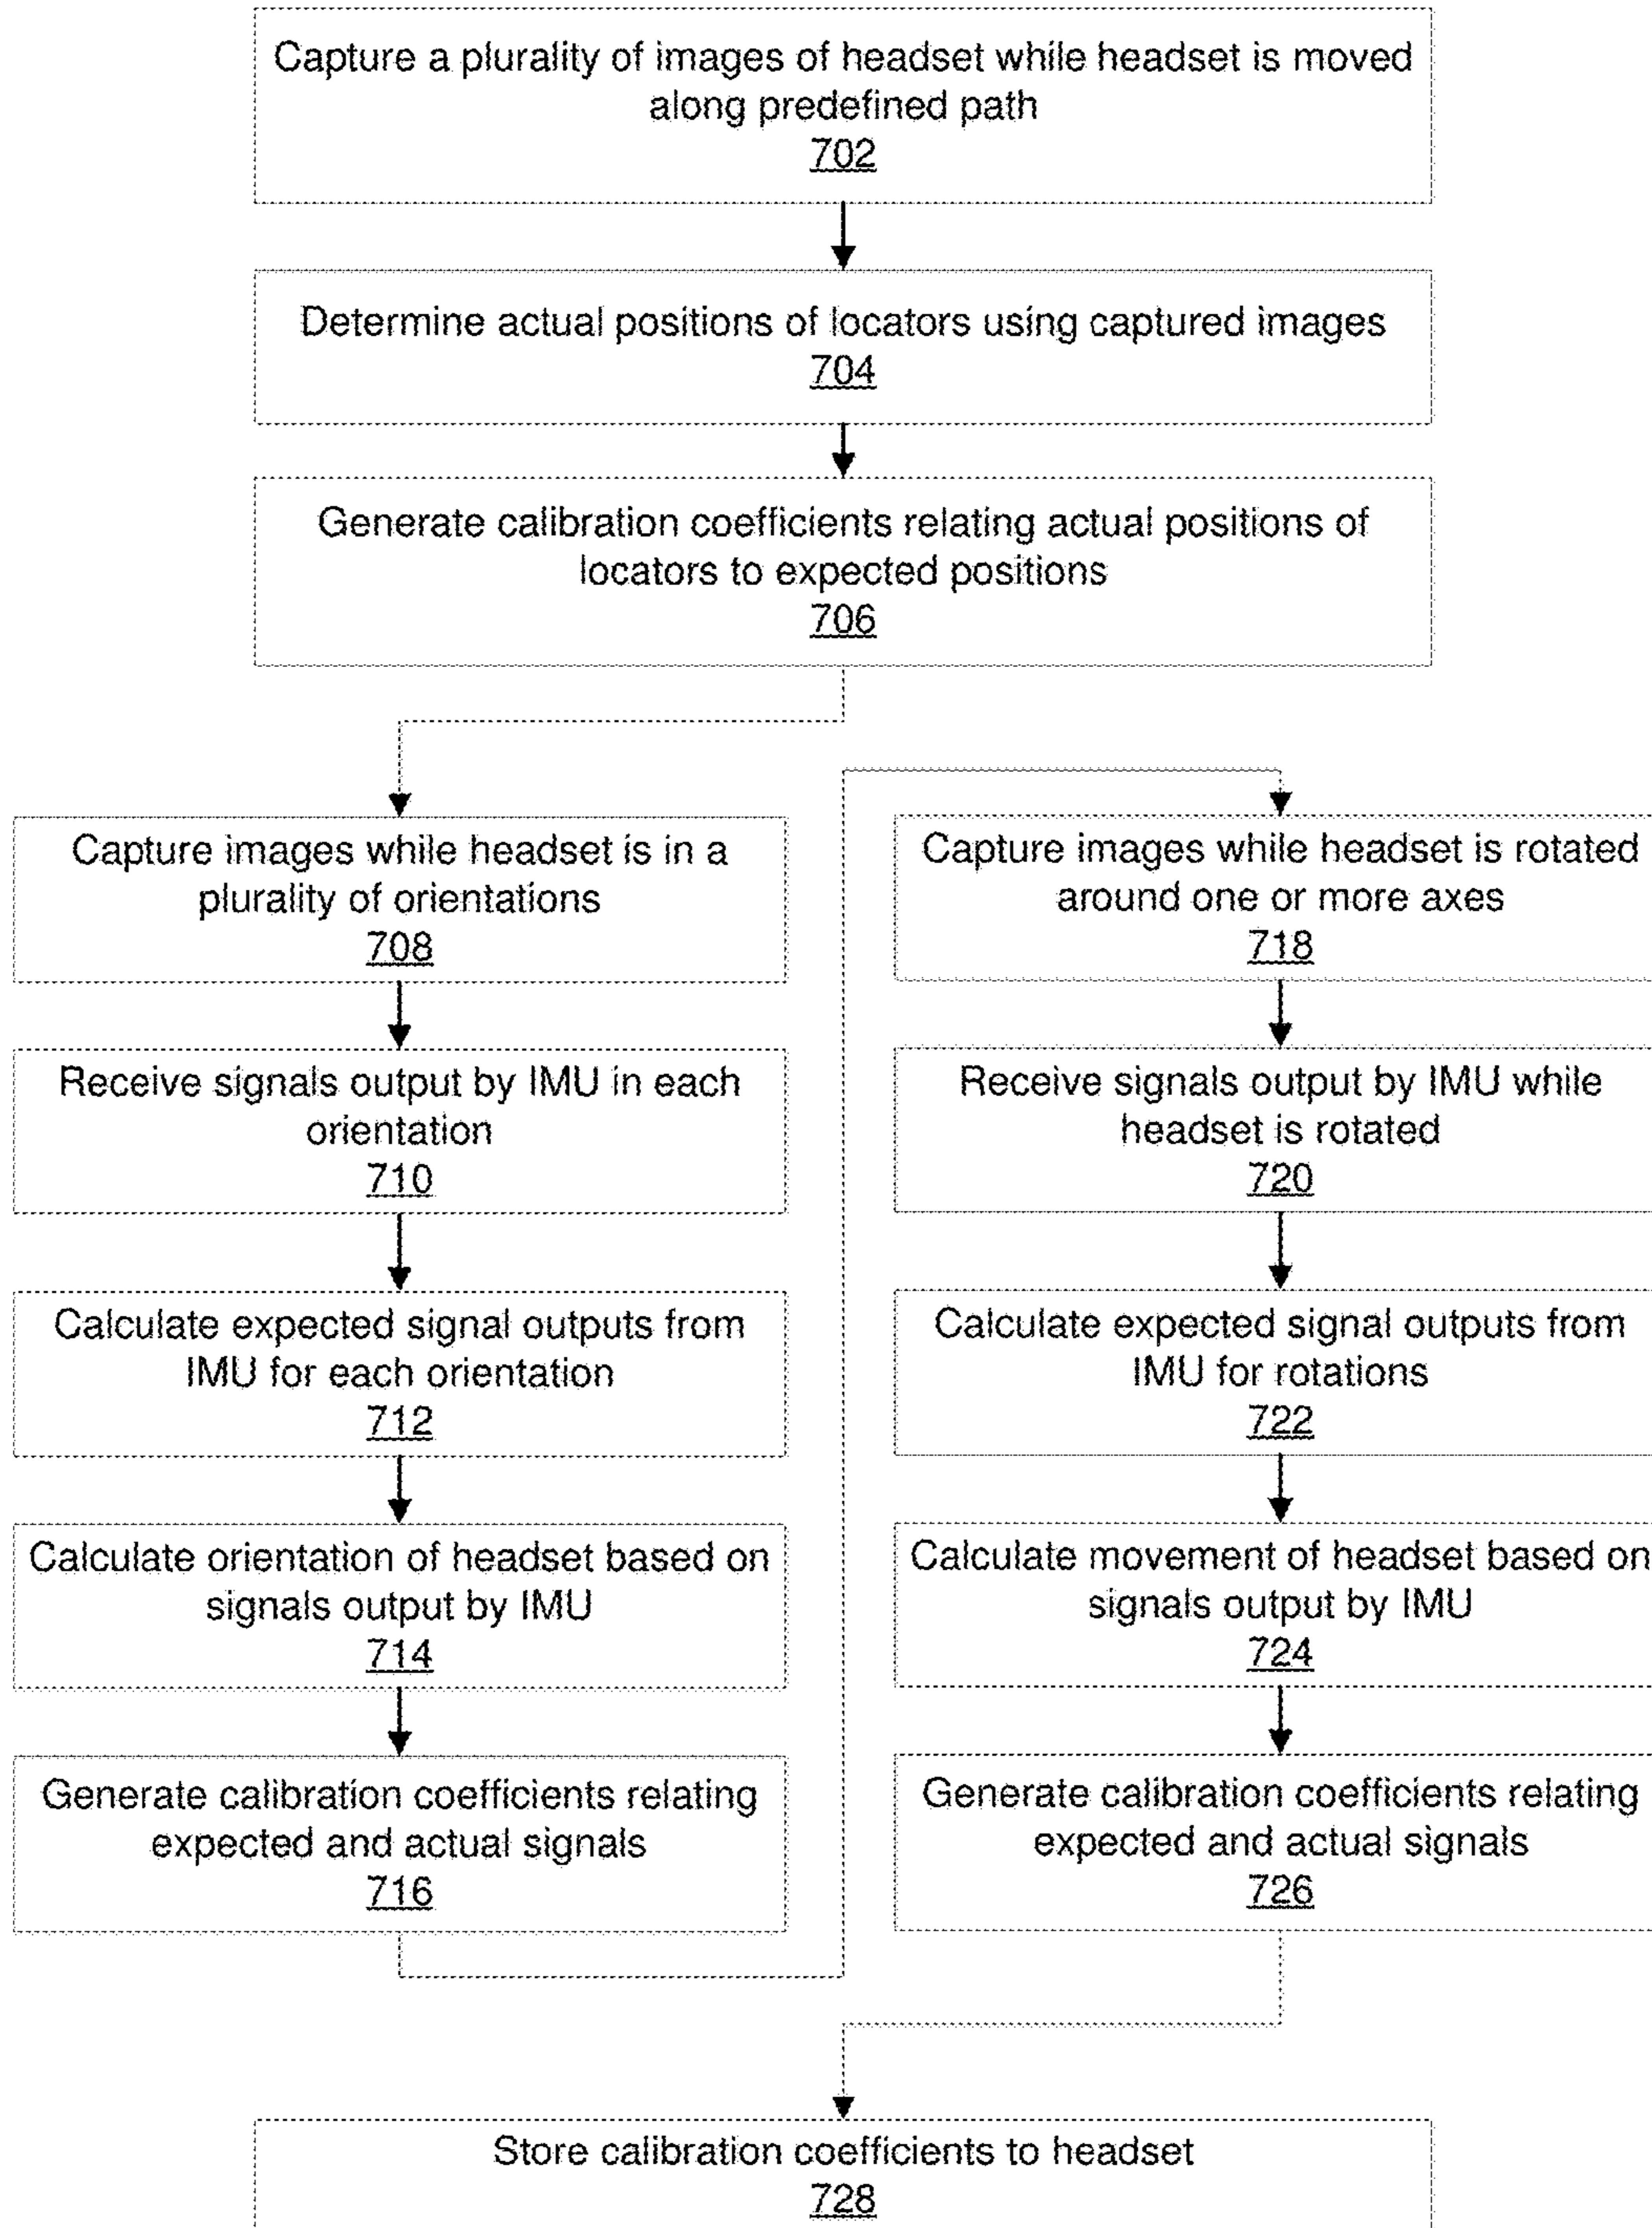 Capture a plurality of images of headset while headset is moved
along predefined path
702
Determine actual positions of locators using captured images
704
Generate calibration coefficients relating actual positions of
locators to expected positions
706
Capture images while headset is in a
plurality of orientations
708
Receive signals output by IMU in each
orientation
710
Calculate expected signal outputs from
IMU for each orientation
712
Calculate orientation of headset based on
signals output by IMU
714
Generate calibration coefficients relating
expected and actual signals
716
Capture images while headset is rotated
around one or more axes
718
Receive signals output by IMU while
headset is rotated
720
Calculate expected signal outputs from
IMU for rotations
722
Calculate movement of headset based on
signals output by IMU
724
Generate calibration coefficients relating
expected and actual signals
726
Store calibration coefficients to headset
728